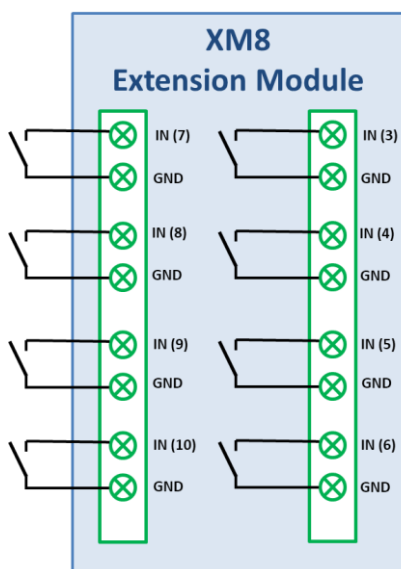 XM8
Extension Module
IN (7)
GND
IN (8)
GND
IN (9)
GND
IN (10)
GND
IN (3)
GND
IN (4)
GND
IN (5)
GND
IN (6)
GND